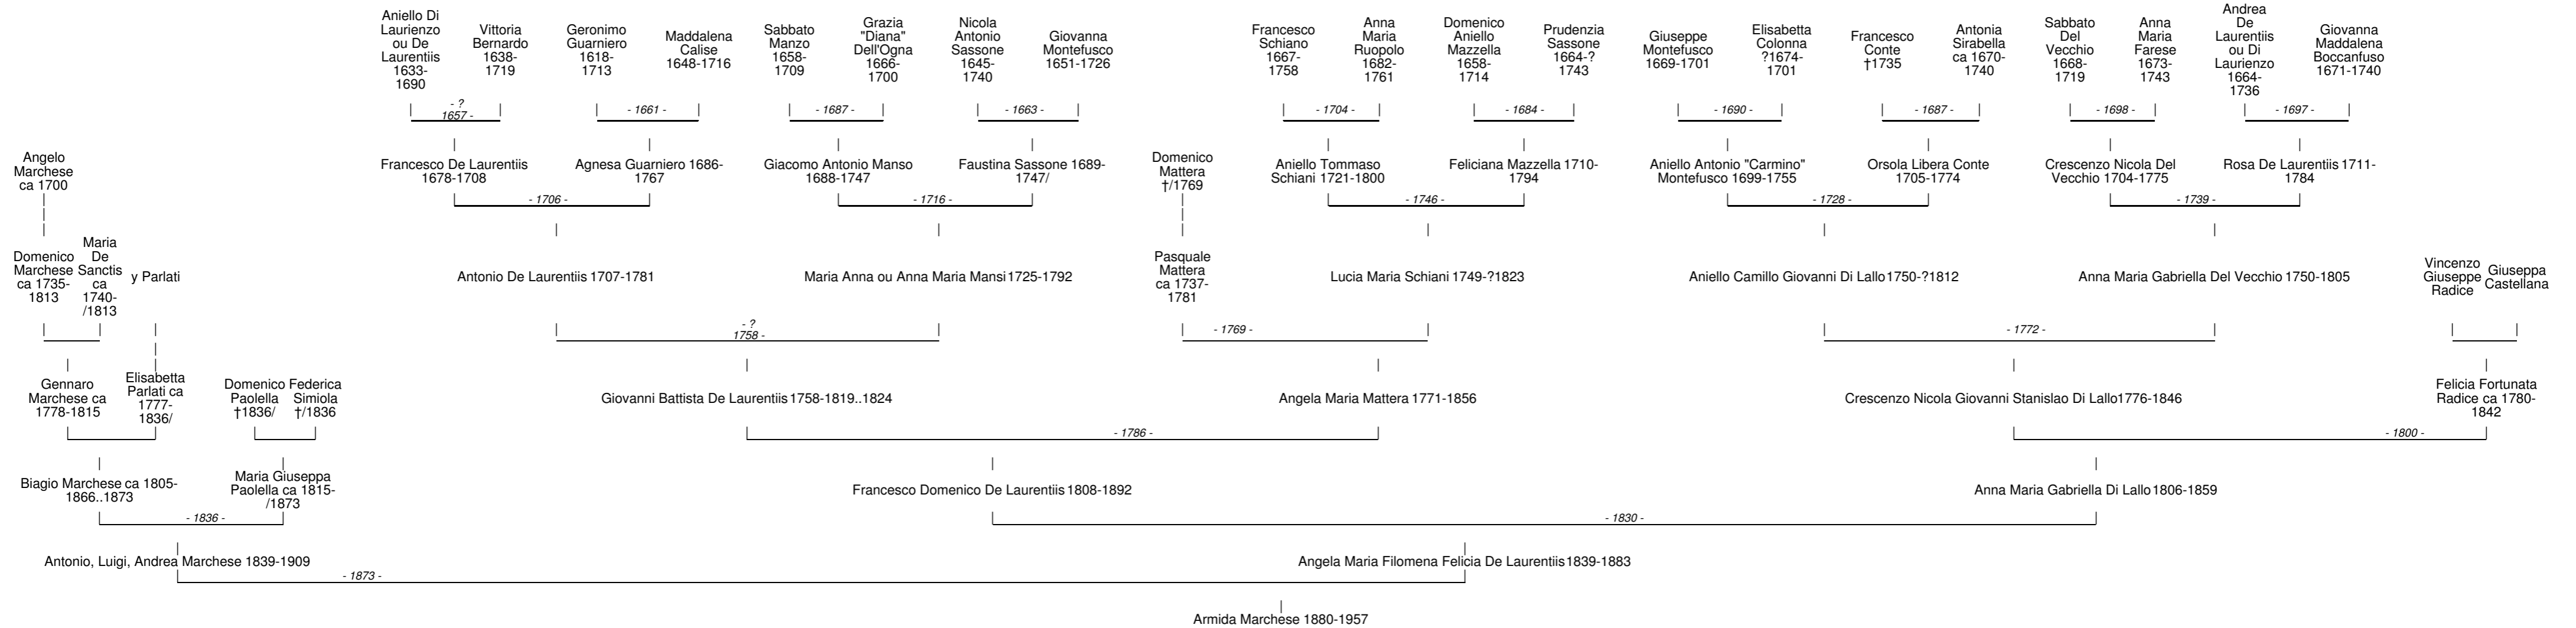 Aniello Di
Laurienzo
ou De
Laurentiis
1633-
1690
Vittoria
Bernardo
1638-
1719
Geronimo
Guarniero
1618-
1713
Maddalena
Calise
1648-1716
Sabbato
Manzo
1658-
1709
Grazia
"Diana"
Dell'Ogna
1666-
1700
Nicola
Antonio
Sassone
1645-
1740
Giovanna
Montefusco
1651-1726
Francesco
Schiano
1667-
1758
Anna
Maria
Ruopolo
1682-
1761
Domenico
Aniello
Mazzella
1658-
1714
Prudenzia
Sassone
1664-?
1743
Giuseppe
Montefusco
1669-1701
Elisabetta
Colonna
?1674-
1701
Francesco
Conte
†1735
Antonia
Sirabella
ca 1670-
1740
Sabbato
Del
Vecchio
1668-
1719
Anna
Maria
Farese
1673-
1743
Andrea
De
Laurentiis
ou Di
Laurienzo
1664-
1736
Giovanna
Maddalena
Boccanfuso
1671-1740
- ?
1657 -
- 1661 -
- 1687 -
- 1663 -
- 1704 -
- 1684 -
- 1690 -
- 1687 -
- 1698 -
- 1697 -
Angelo
Marchese
ca 1700
Francesco De Laurentiis
1678-1708
Agnesa Guarniero 1686-
1767
Giacomo Antonio Manso
1688-1747
Faustina Sassone 1689-
1747/
Domenico
Mattera
†/1769
Aniello Tommaso
Schiani 1721-1800
Feliciana Mazzella 1710-
1794
Aniello Antonio "Carmino"
Montefusco 1699-1755
Orsola Libera Conte
1705-1774
Crescenzo Nicola Del
Vecchio 1704-1775
Rosa De Laurentiis 1711-
1784
- 1706 -
- 1716 -
- 1746 -
- 1728 -
- 1739 -
Domenico
Marchese
ca 1735-
1813
Maria
De
Sanctis
ca
1740-
/1813
y Parlati
Antonio De Laurentiis 1707-1781
Maria Anna ou Anna Maria Mansi 1725-1792
Pasquale
Mattera
ca 1737-
1781
Lucia Maria Schiani 1749-?1823
Aniello Camillo Giovanni Di Lallo 1750-?1812
Anna Maria Gabriella Del Vecchio 1750-1805
Vincenzo
Giuseppe
Radice
Giuseppa
Castellana
- ?
1758 -
- 1769 -
- 1772 -
Gennaro
Marchese ca
1778-1815
Elisabetta
Parlati ca
1777-
1836/
Domenico
Paolella
†1836/
Federica
Simiola
†/1836
Giovanni Battista De Laurentiis 1758-1819..1824
Angela Maria Mattera 1771-1856
Crescenzo Nicola Giovanni Stanislao Di Lallo 1776-1846
Felicia Fortunata
Radice ca 1780-
1842
- 1786 -
- 1800 -
Biagio Marchese ca 1805-
1866..1873
Maria Giuseppa
Paolella ca 1815-
/1873
Francesco Domenico De Laurentiis 1808-1892
Anna Maria Gabriella Di Lallo 1806-1859
- 1836 -
- 1830 -
Antonio, Luigi, Andrea Marchese 1839-1909
Angela Maria Filomena Felicia De Laurentiis 1839-1883
- 1873 -
Armida Marchese 1880-1957